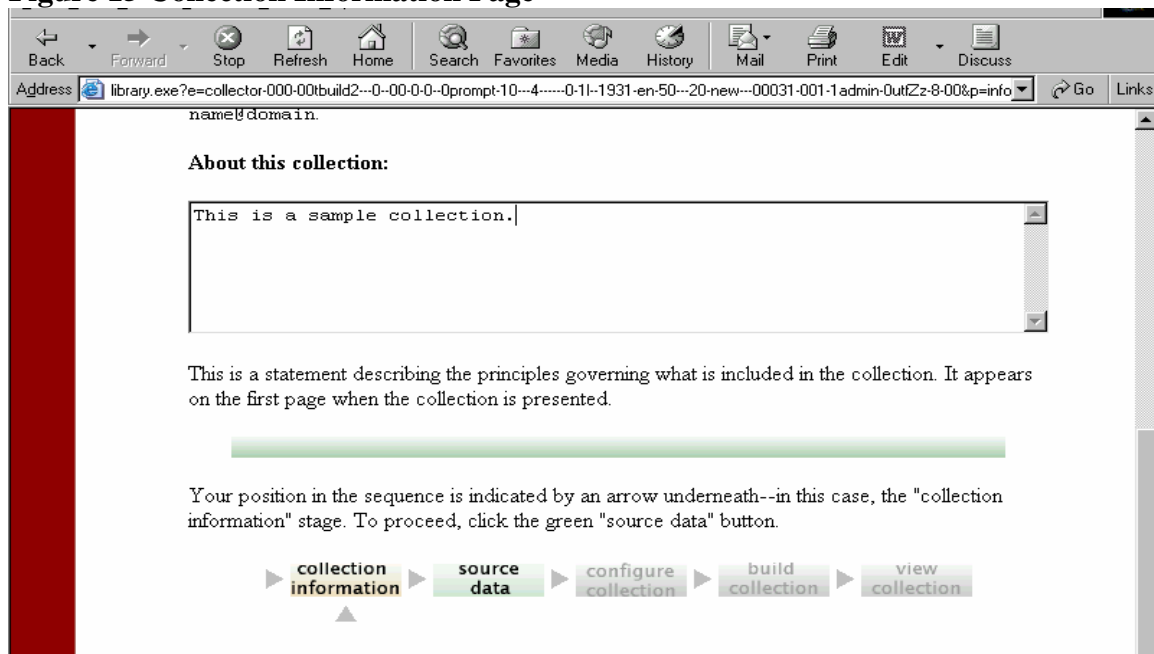 Figure 13 Collection Information Page
Back Forward Stop Refresh Home Search Favorites Media History Mail Print Edit Discuss
Address library.exe?e=collector-000-00tbuild2---0--00-0-0--0prompt-10---4------0-1l--1931-en-50---20-new---00031-001-1admin-0utfZz-8-00&p=info Go Links
name@domain.
About this collection:
This is a sample collection.
This is a statement describing the principles governing what is included in the collection. It appears
on the first page when the collection is presented.
Your position in the sequence is indicated by an arrow underneath--in this case, the "collection
information" stage. To proceed, click the green "source data" button.
collection information
source data
configure collection
build collection
view collection